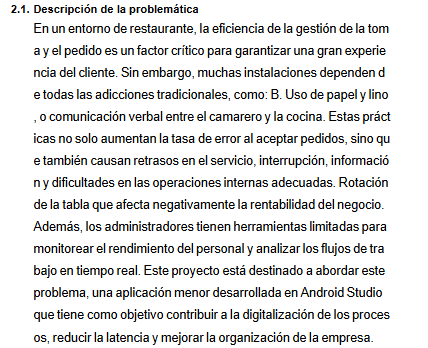 2.1. Descripción de la problemática
En un entorno de restaurante, la eficiencia de la gestión de la tom
a y el pedido es un factor crítico para garantizar una gran experie
ncia del cliente. Sin embargo, muchas instalaciones dependen d
e todas las adicciones tradicionales, como: B. Uso de papel y lino
, o comunicación verbal entre el camarero y la cocina. Estas práct
icas no solo aumentan la tasa de error al aceptar pedidos, sino qu
e también causan retrasos en el servicio, interrupción, informació
n y dificultades en las operaciones internas adecuadas. Rotación
de la tabla que afecta negativamente la rentabilidad del negocio.
Además, los administradores tienen herramientas limitadas para
monitorear el rendimiento del personal y analizar los flujos de tra
bajo en tiempo real. Este proyecto está destinado a abordar este
problema, una aplicación menor desarrollada en Android Studio
que tiene como objetivo contribuir a la digitalización de los proces
os, reducir la latencia y mejorar la organización de la empresa.